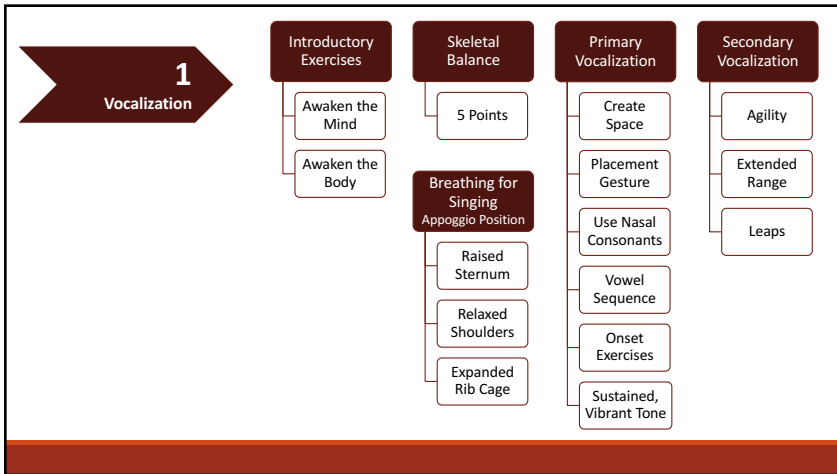 1
Vocalization
Introductory
Exercises
Awaken the
Mind
Awaken the
Body
Skeletal
Balance
5 Points
Breathing for
Singing
Appoggio Position
Raised
Sternum
Relaxed
Shoulders
Expanded
Rib Cage
Primary
Vocalization
Create
Space
Placement
Gesture
Use Nasal
Consonants
Vowel
Sequence
Onset
Exercises
Sustained,
Vibrant Tone
Secondary
Vocalization
Agility
Extended
Range
Leaps